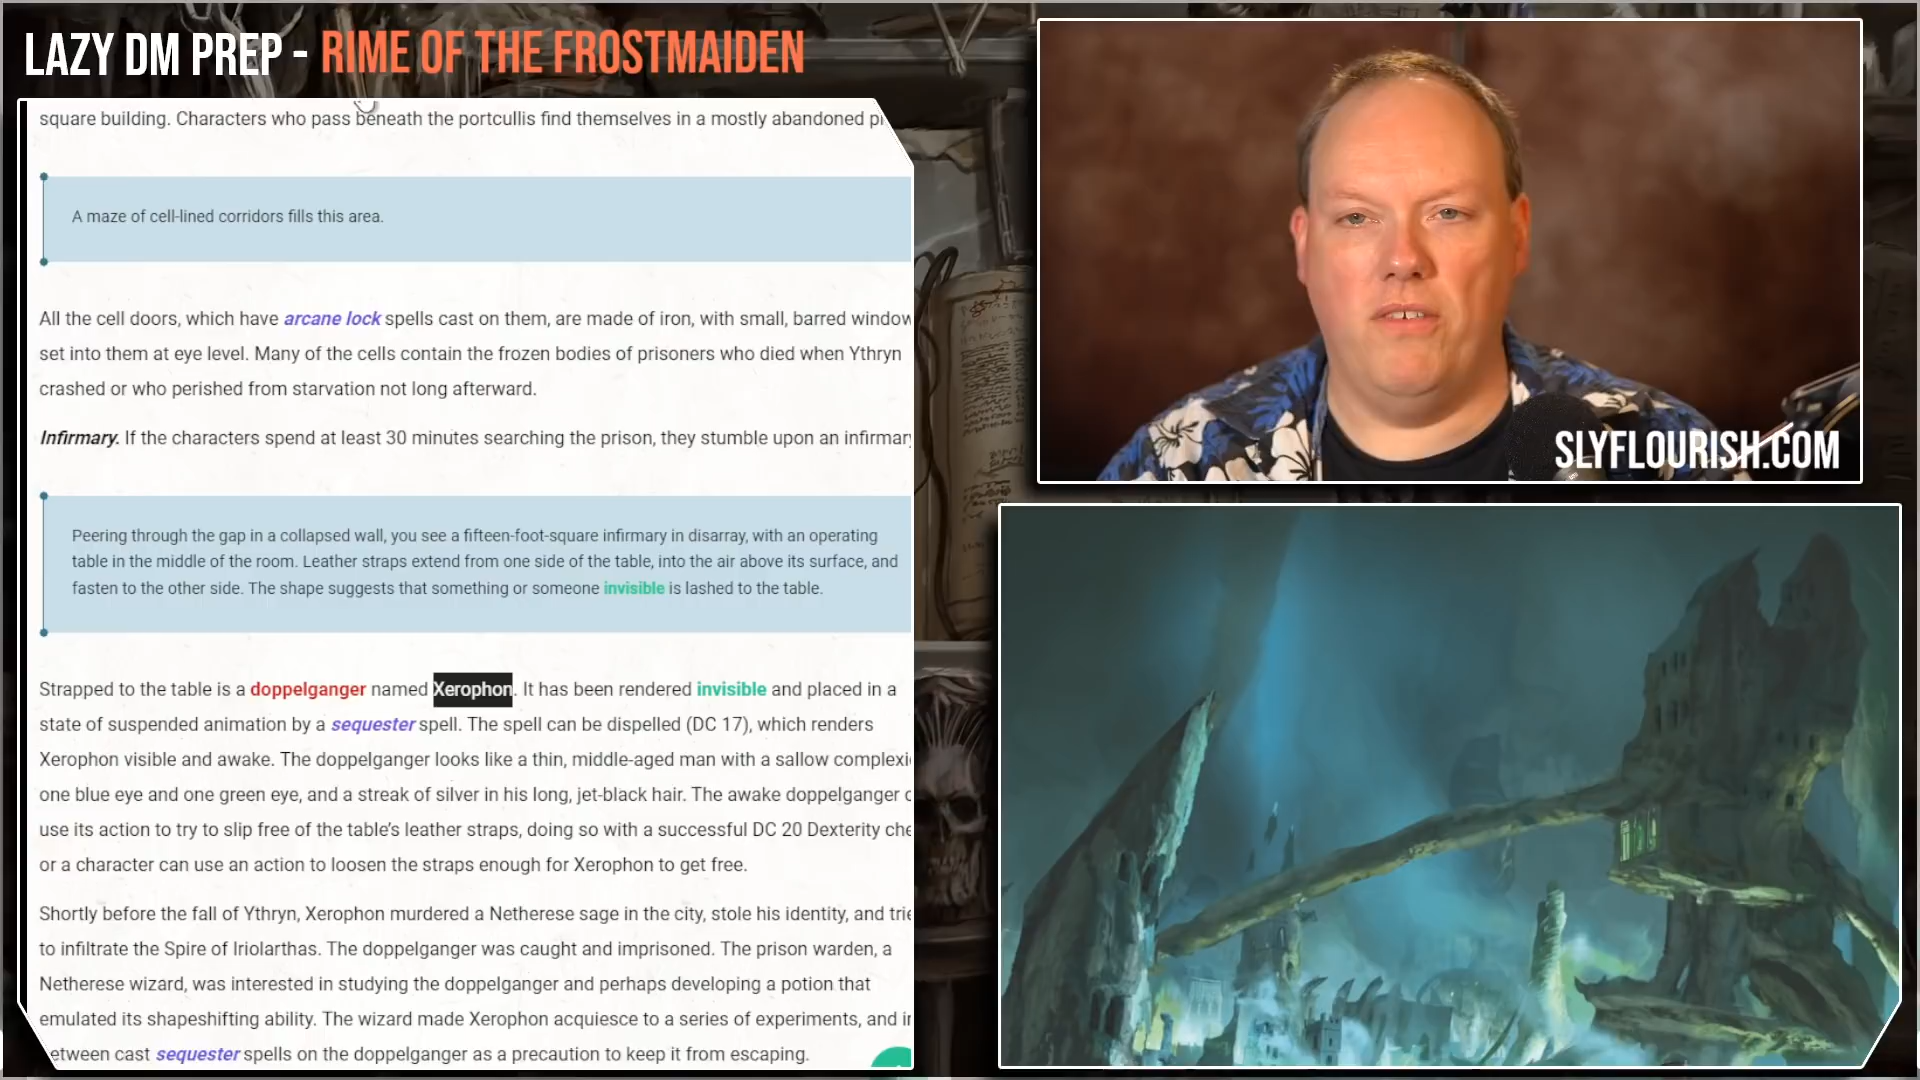 LAZY DM PREP - RIME OF THE FROSTMAIDEN
square building. Characters who pass beneath the portcullis find themselves in a mostly abandoned
A maze of cell-lined corridors fills this area.
All the cell doors, which have arcane lock spells cast on them, are made of iron, with small, barred window
set into them at eye level. Many of the cells contain the frozen bodies of prisoners who died when Ythryn
crashed or who perished from starvation not long afterward.
Infirmary. If the characters spend at least 30 minutes searching the prison, they stumble upon an infirmary
Peering through the gap in a collapsed wall, you see a fifteen-foot-square infirmary in disarray, with an operating
table in the middle of the room. Leather straps extend from one side of the table, into the air above its surface, and
fasten to the other side. The shape suggests that something or someone invisible is lashed to the table.
Strapped to the table is a doppelganger named Xerophon. It has been rendered invisible and placed in a
state of suspended animation by a sequester spell. The spell can be dispelled (DC 17), which renders
Xerophon visible and awake. The doppelganger looks like a thin, middle-aged man with a sallow complexi
one blue eye and one green eye, and a streak of silver in his long, jet-black hair. The awake doppelganger
use its action to try to slip free of the table's leather straps, doing so with a successful DC 20 Dexterity che
or a character can use an action to loosen the straps enough for Xerophon to get free.
Shortly before the fall of Ythryn, Xerophon murdered a Netherese sage in the city, stole his identity, and trie
to infiltrate the Spire of Iriolarthas. The doppelganger was caught and imprisoned. The prison warden, a
Netherese wizard, was interested in studying the doppelganger and perhaps developing a potion that
emulated its shapeshifting ability. The wizard made Xerophon acquiesce to a series of experiments, and in
etween cast sequester spells on the doppelganger as a precaution to keep it from escaping.
SLYFLOURISH.COM